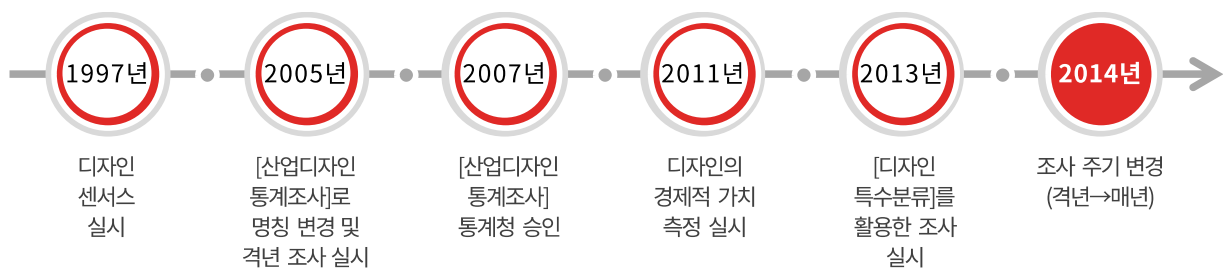 1997년
디자인
센서스
실시
2005년
[산업디자인
통계조사]로
명칭 변경 및
격년 조사 실시
2007년
[산업디자인
통계조사]
통계청 승인
2011년
디자인의
경제적 가치
측정 실시
2013년
[디자인
특수분류]를
활용한 조사
실시
2014년
조사 주기 변경
(격년→매년)